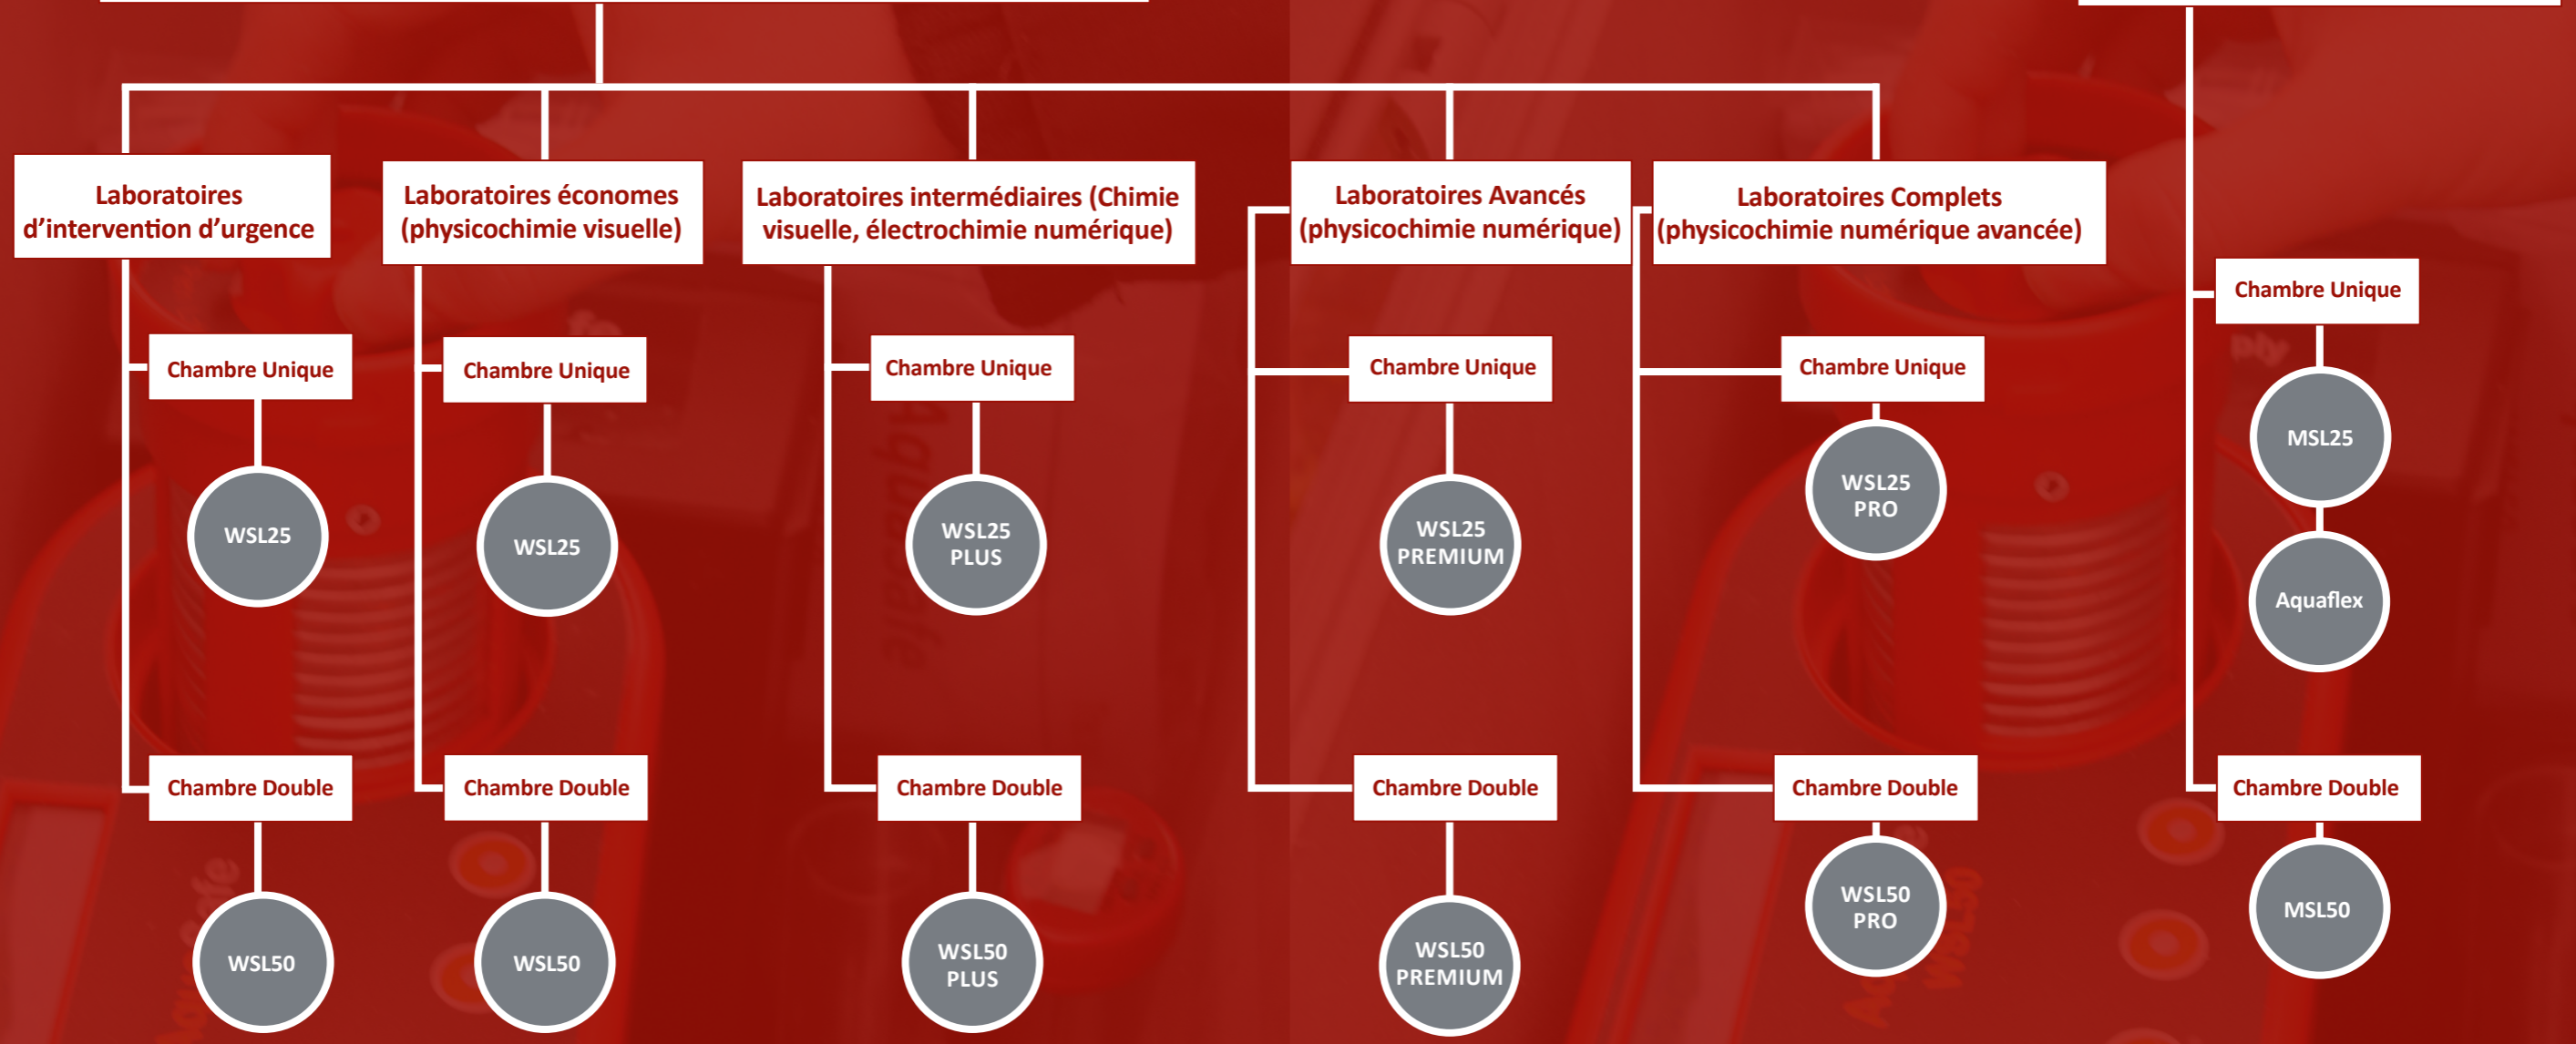 Laboratoires
d’intervention d’urgence
Chambre Unique
WSL25
Chambre Double
WSL50
Laboratoires économes
(physicochimie visuelle)
Chambre Unique
WSL25
Chambre Double
WSL50
Laboratoires intermédiaires (Chimie
visuelle, électrochimie numérique)
Chambre Unique
WSL25
PLUS
Chambre Double
WSL50
PLUS
Laboratoires Avancés
(physicochimie numérique)
Chambre Unique
WSL25
PREMIUM
Chambre Double
WSL50
PREMIUM
Laboratoires Complets
(physicochimie numérique avancée)
Chambre Unique
WSL25
PRO
Chambre Double
WSL50
PRO
Chambre Unique
MSL25
Aquaflex
Chambre Double
MSL50
Aquasafe
WSL50